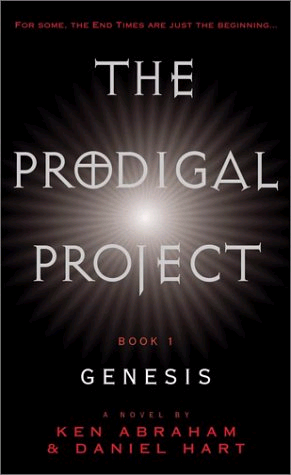 FOR SOME, THE END TIMES ARE JUST THE BEGINNING...
THE
PRODIGAL
PROJECT
BOOK 1
GENESIS
A NOVEL BY
KEN ABRAHAM
& DANIEL HART